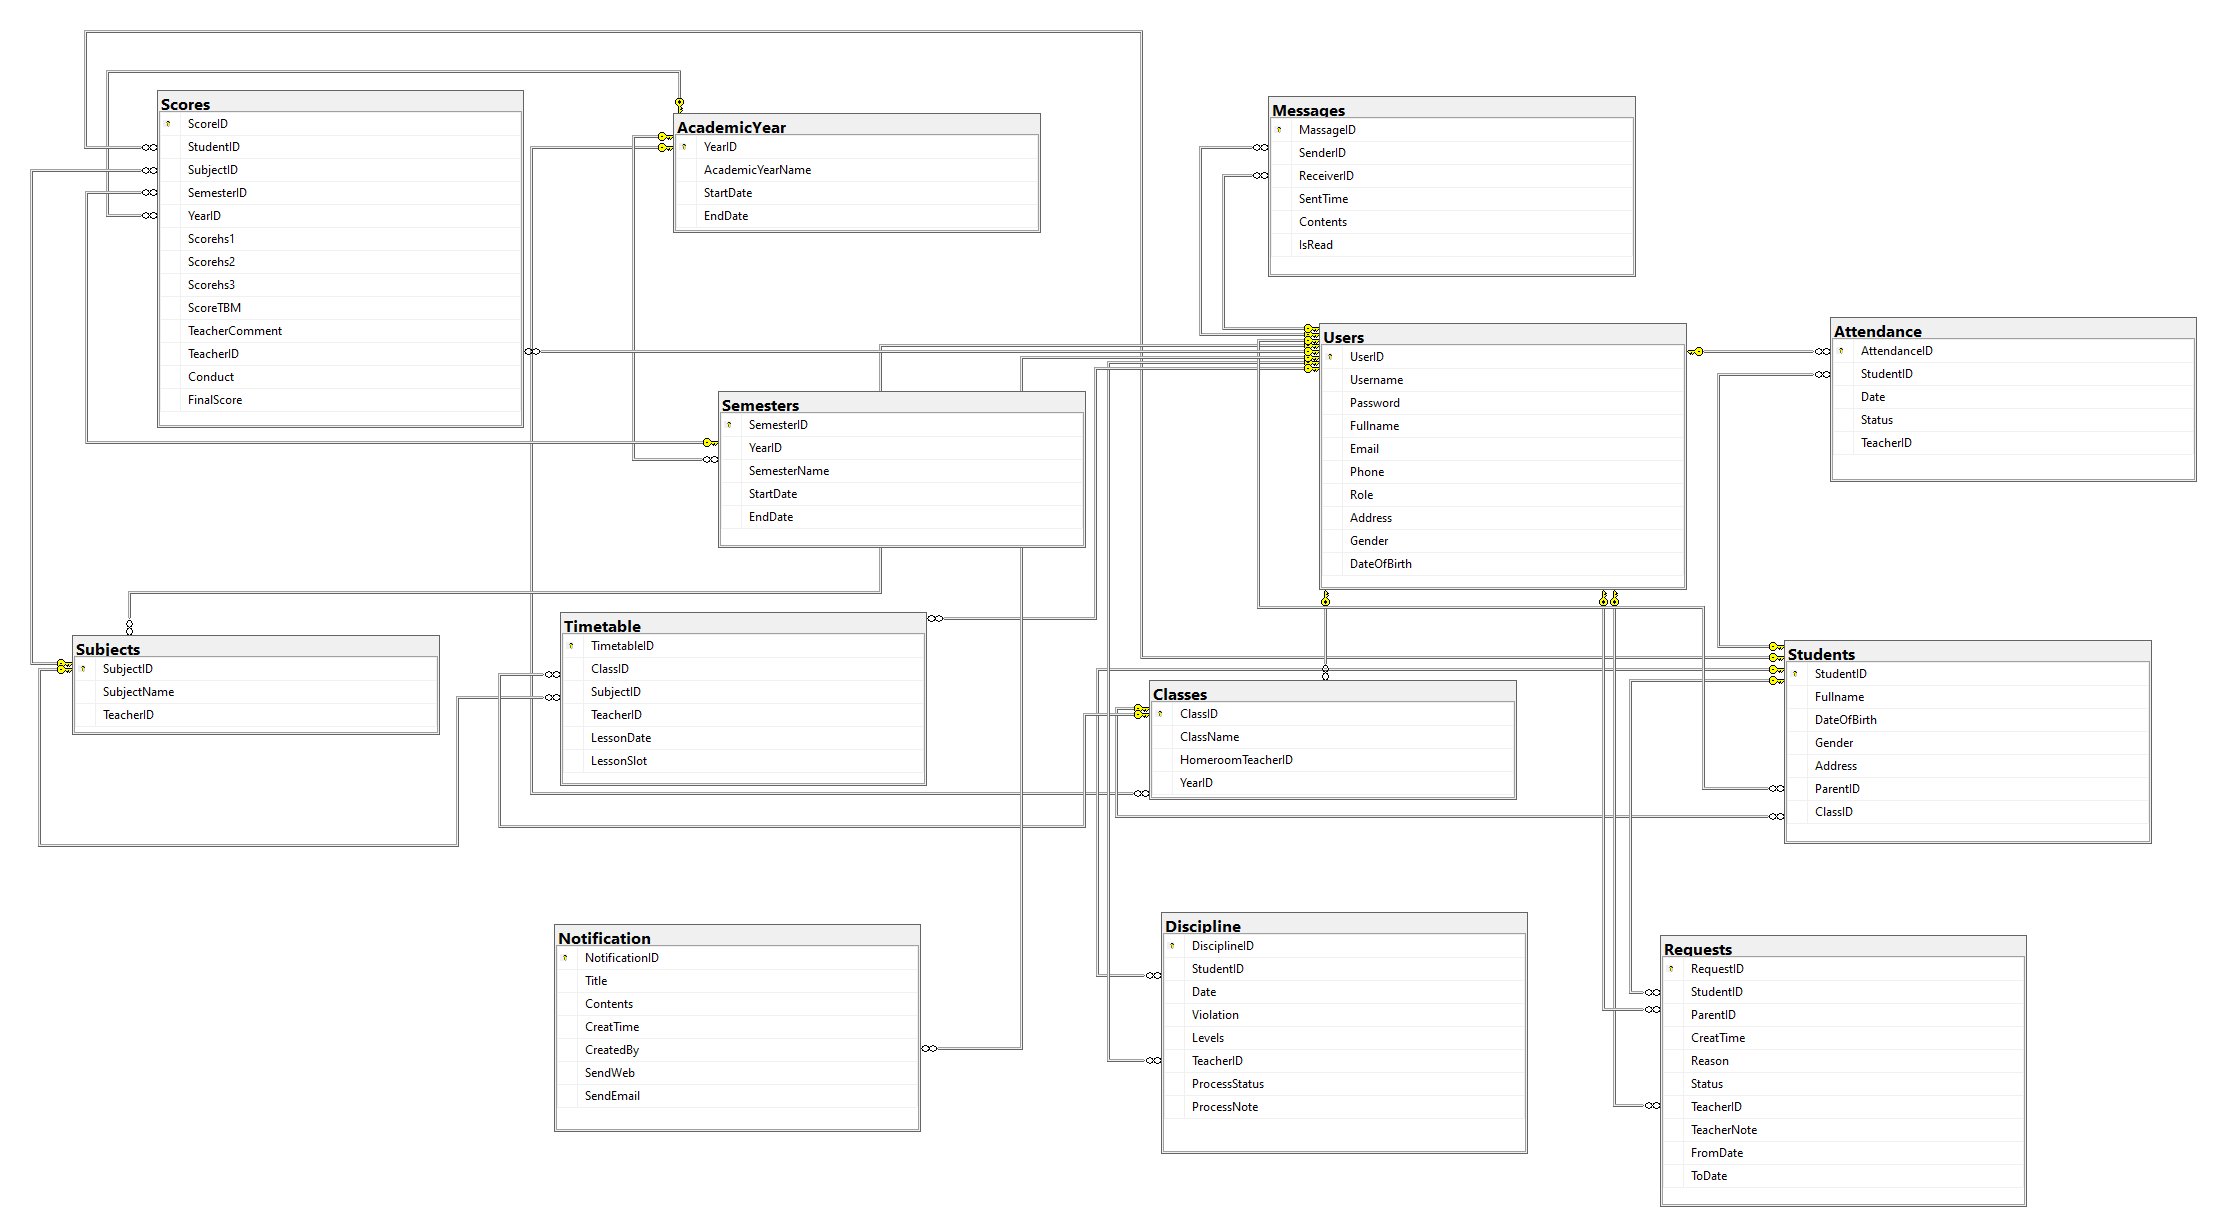 Scores
ScoreID
StudentID
SubjectID
SemesterID
YearID
Scorehs1
Scorehs2
Scorehs3
ScoreTBM
TeacherComment
TeacherID
Conduct
FinalScore
AcademicYear
YearID
AcademicYearName
StartDate
EndDate
Messages
MassageID
SenderID
ReceiverID
SentTime
Contents
IsRead
Users
UserID
Username
Password
Fullname
Email
Phone
Role
Address
Gender
DateOfBirth
Attendance
AttendanceID
StudentID
Date
Status
TeacherID
Semesters
SemesterID
YearID
SemesterName
StartDate
EndDate
Subjects
SubjectID
SubjectName
TeacherID
Timetable
TimetableID
ClassID
SubjectID
TeacherID
LessonDate
LessonSlot
Classes
ClassID
ClassName
HomeroomTeacherID
YearID
Students
StudentID
Fullname
DateOfBirth
Gender
Address
ParentID
ClassID
Notification
NotificationID
Title
Contents
CreatTime
CreatedBy
SendWeb
SendEmail
Discipline
DisciplineID
StudentID
Date
Violation
Levels
TeacherID
ProcessStatus
ProcessNote
Requests
RequestID
StudentID
ParentID
CreatTime
Reason
Status
TeacherID
TeacherNote
FromDate
ToDate